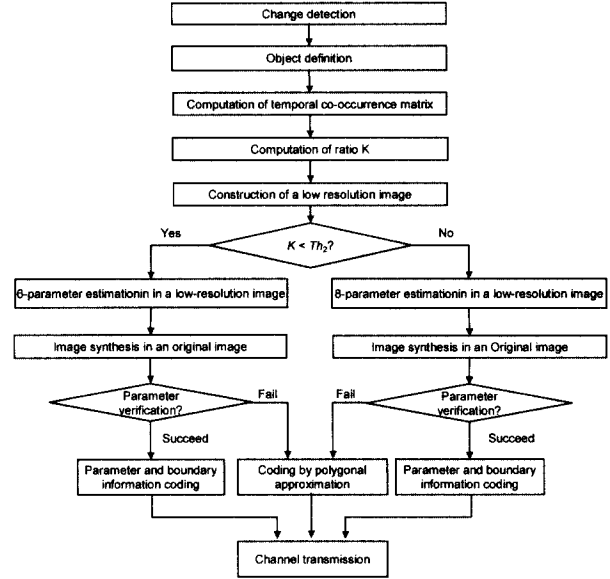 Change detection
Object definition
Computation of temporal co-occurrence matrix
Computation of ratio K
Construction of a low resolution image
Yes
No
K < Th2?
6-parameter estimationin in a low-resolution image
8-parameter estimationin in a low-resolution image
Image synthesis in an original image
Image synthesis in an Original image
Parameter
verification?
Fail
Fail
Parameter
verification?
Succeed
Succeed
Parameter and boundary
information coding
Coding by polygonal
approximation
Parameter and boundary
information coding
Channel transmission